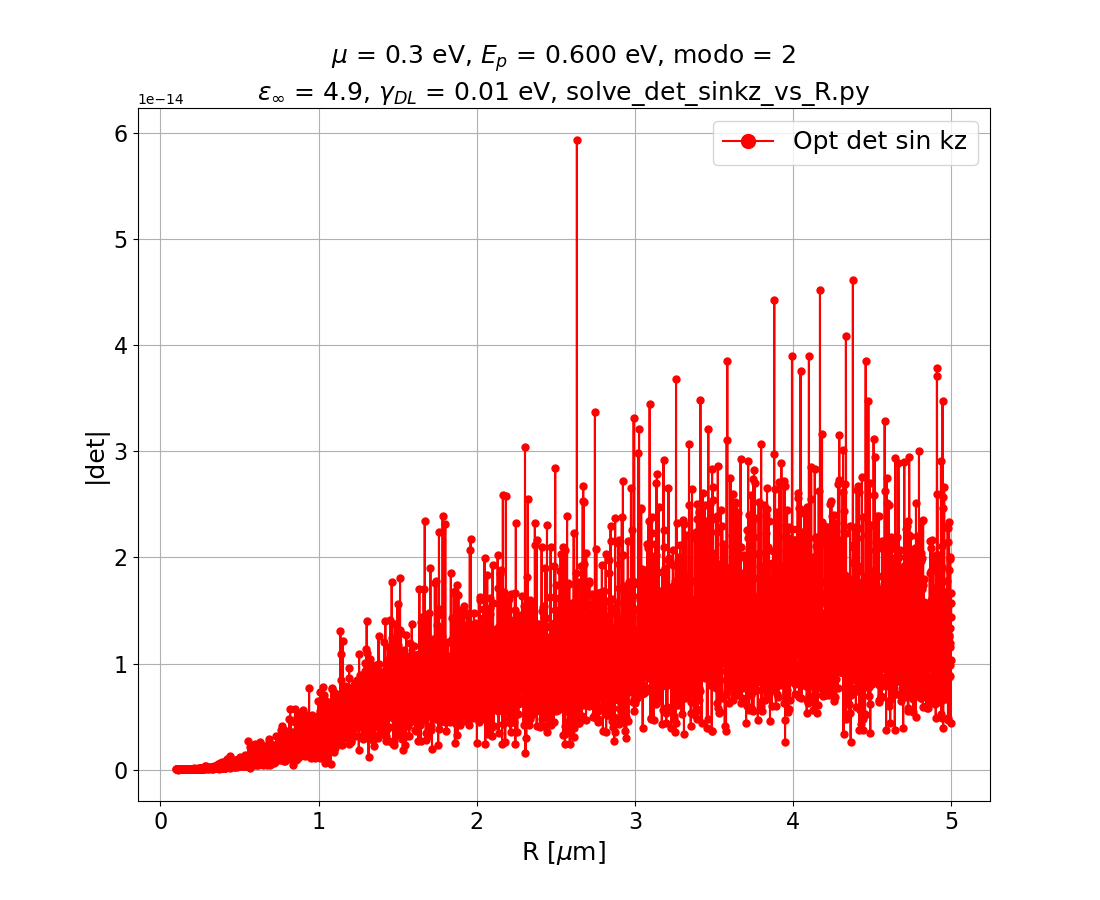 μ = 0.3 eV, E_p = 0.600 eV, modo = 2
ε_∞ = 4.9, γ_DL = 0.01 eV, solve_det_sinkz_vs_R.py
1e−14
Opt det sin kz
6
5
4
3
2
1
0
|det|
0 1 2 3 4 5
R [μm]